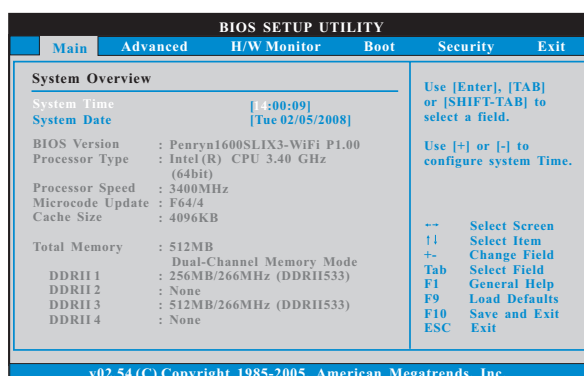 BIOS SETUP UTILITY
Main Advanced H/W Monitor Boot Security Exit
System Overview
System Time [14:00:09]
System Date [Tue 02/05/2008]
BIOS Version : Penryn1600SLIX3-WiFi P1.00
Processor Type : Intel (R) CPU 3.40 GHz
(64bit)
Processor Speed : 3400MHz
Microcode Update : F64/4
Cache Size : 4096KB
Total Memory : 512MB
Dual-Channel Memory Mode
DDRII 1 : 256MB/266MHz (DDRII533)
DDRII 2 : None
DDRII 3 : 512MB/266MHz (DDRII533)
DDRII 4 : None
Use [Enter], [TAB]
or [SHIFT-TAB] to
select a field.
Use [+] or [-] to
configure system Time.
←→ Select Screen
↑↓ Select Item
+- Change Field
Tab Select Field
F1 General Help
F9 Load Defaults
F10 Save and Exit
ESC Exit
v02.54 (C) Copyright 1985-2005, American Megatrends, Inc.